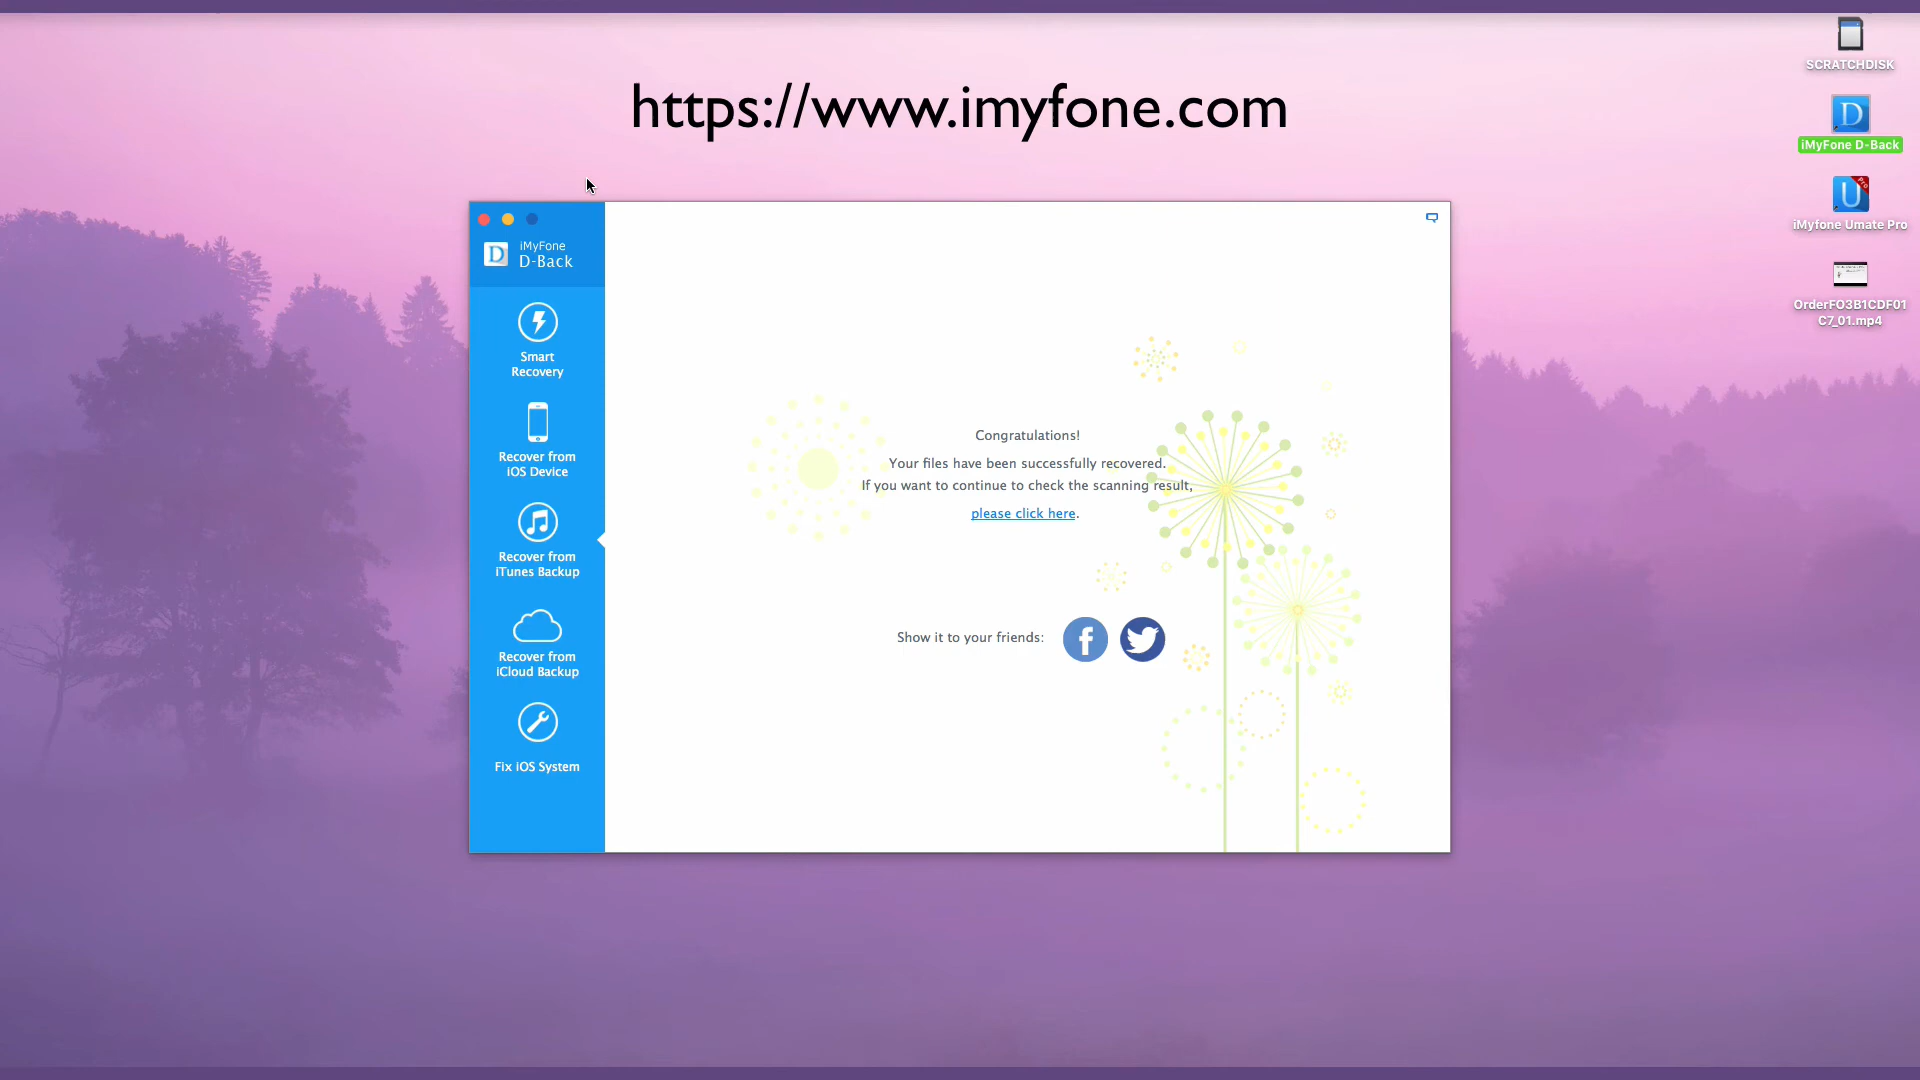 https://www.imyfone.com
SCRATCHDISK
iMyFone D-Back
iMyfone Umate Pro
OrderFO3B1CDF01
C7_01.mp4
iMyFone
D-Back
Smart
Recovery
Recover from
iOS Device
Recover from
iTunes Backup
Recover from
iCloud Backup
Fix iOS System
Congratulations!
Your files have been successfully recovered.
If you want to continue to check the scanning result,
please click here.
Show it to your friends: